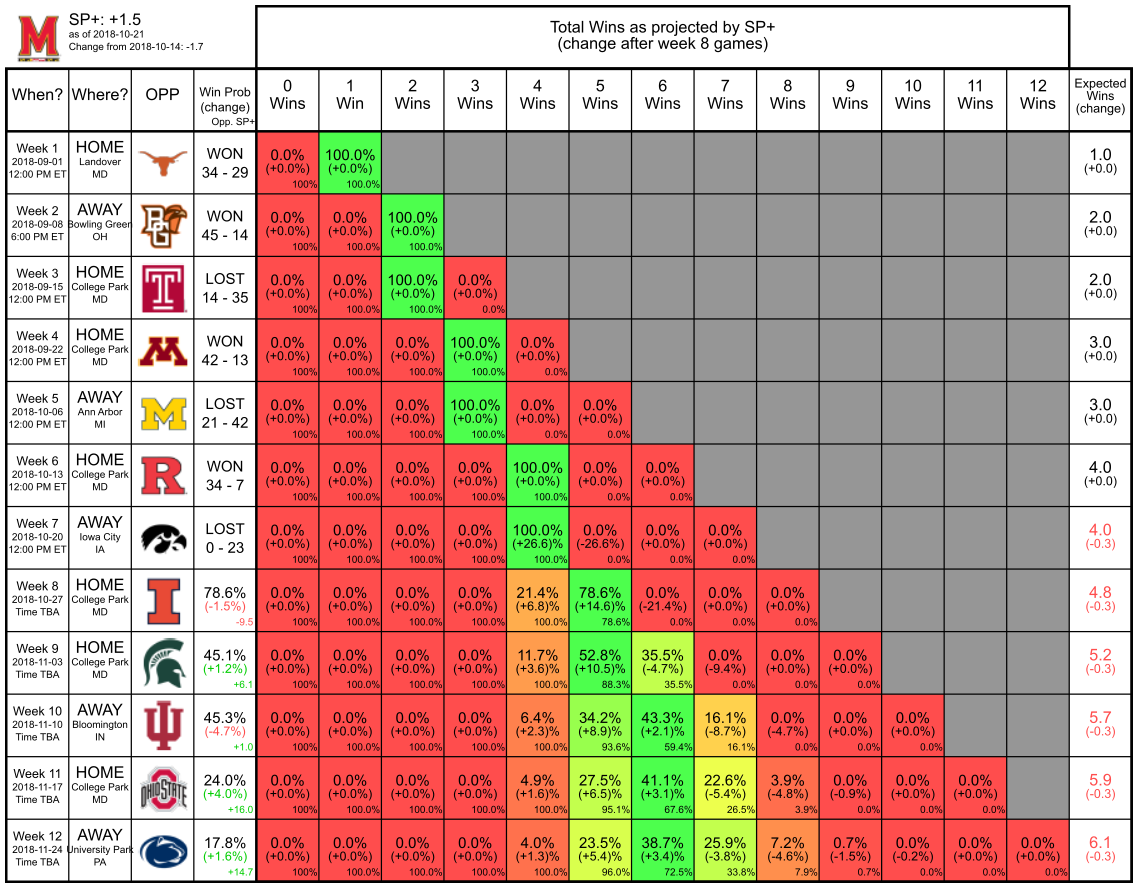 M
SP+: +1.5
as of 2018-10-21
Change from 2018-10-14: -1.7
Total Wins as projected by SP+
(change after week 8 games)
When? Where? OPP Win Prob (change) Opp. SP+ 0 Wins 1 Win 2 Wins 3 Wins 4 Wins 5 Wins 6 Wins 7 Wins 8 Wins 9 Wins 10 Wins 11 Wins 12 Wins Expected Wins (change)
Week 1 HOME WON 0.0% 100.0% 1.0
2018-09-01 Landover 34 - 29 (+0.0%) (+0.0%) (+0.0)
12:00 PM ET MD 100% 100.0%
Week 2 AWAY BG WON 0.0% 0.0% 100.0% 2.0
2018-09-08 Bowling Green 45 - 14 (+0.0%) (+0.0%) (+0.0%) (+0.0)
6:00 PM ET OH 100% 100.0% 100.0%
Week 3 HOME T LOST 0.0% 0.0% 100.0% 0.0% 2.0
2018-09-15 College Park 14 - 35 (+0.0%) (+0.0%) (+0.0%) (+0.0%) (+0.0)
12:00 PM ET MD 100% 100.0% 100.0% 0.0%
Week 4 HOME M WON 0.0% 0.0% 0.0% 100.0% 0.0% 3.0
2018-09-22 College Park 42 - 13 (+0.0%) (+0.0%) (+0.0%) (+0.0%) (+0.0%) (+0.0)
12:00 PM ET MD 100% 100.0% 100.0% 100.0% 0.0%
Week 5 AWAY M LOST 0.0% 0.0% 0.0% 100.0% 0.0% 0.0% 3.0
2018-10-06 Ann Arbor 21 - 42 (+0.0%) (+0.0%) (+0.0%) (+0.0%) (+0.0%) (+0.0%) (+0.0)
12:00 PM ET MI 100% 100.0% 100.0% 100.0% 0.0% 0.0%
Week 6 HOME R WON 0.0% 0.0% 0.0% 0.0% 100.0% 0.0% 0.0% 4.0
2018-10-13 College Park 34 - 7 (+0.0%) (+0.0%) (+0.0%) (+0.0%) (+0.0%) (+0.0%) (+0.0%) (+0.0)
12:00 PM ET MD 100% 100.0% 100.0% 100.0% 100.0% 0.0% 0.0%
Week 7 AWAY LOST 0.0% 0.0% 0.0% 0.0% 100.0% 0.0% 0.0% 0.0% 4.0
2018-10-20 Iowa City 0 - 23 (+0.0%) (+0.0%) (+0.0%) (+0.0%) (+26.6)% (-26.6%) (+0.0%) (+0.0%) (-0.3)
12:00 PM ET IA 100% 100.0% 100.0% 100.0% 100.0% 0.0% 0.0% 0.0%
Week 8 HOME I 78.6% 0.0% 0.0% 0.0% 0.0% 21.4% 78.6% 0.0% 0.0% 0.0% 4.8
2018-10-27 College Park (-1.5%) (+0.0%) (+0.0%) (+0.0%) (+0.0%) (+6.8)% (+14.6)% (-21.4%) (+0.0%) (+0.0%) (-0.3)
Time TBA MD -9.5 100% 100.0% 100.0% 100.0% 100.0% 78.6% 0.0% 0.0% 0.0%
Week 9 HOME 45.1% 0.0% 0.0% 0.0% 0.0% 11.7% 52.8% 35.5% 0.0% 0.0% 0.0% 5.2
2018-11-03 College Park (+1.2%) (+0.0%) (+0.0%) (+0.0%) (+0.0%) (+3.6)% (+10.5)% (-4.7%) (-9.4%) (+0.0%) (+0.0%) (-0.3)
Time TBA MD +6.1 100% 100.0% 100.0% 100.0% 100.0% 88.3% 35.5% 0.0% 0.0% 0.0%
Week 10 AWAY 45.3% 0.0% 0.0% 0.0% 0.0% 6.4% 34.2% 43.3% 16.1% 0.0% 0.0% 0.0% 5.7
2018-11-10 Bloomington (-4.7%) (+0.0%) (+0.0%) (+0.0%) (+0.0%) (+2.3)% (+8.9)% (+2.1)% (-8.7%) (-4.7%) (+0.0%) (+0.0%) (-0.3)
Time TBA IN +1.0 100% 100.0% 100.0% 100.0% 100.0% 93.6% 59.4% 16.1% 0.0% 0.0% 0.0%
Week 11 HOME OHIO STATE 24.0% 0.0% 0.0% 0.0% 0.0% 4.9% 27.5% 41.1% 22.6% 3.9% 0.0% 0.0% 0.0% 5.9
2018-11-17 College Park (+4.0%) (+0.0%) (+0.0%) (+0.0%) (+0.0%) (+1.6)% (+6.5)% (+3.1)% (-5.4%) (-4.8%) (-0.9%) (+0.0%) (+0.0%) (-0.3)
Time TBA MD +16.0 100% 100.0% 100.0% 100.0% 100.0% 95.1% 67.6% 26.5% 3.9% 0.0% 0.0% 0.0%
Week 12 AWAY 17.8% 0.0% 0.0% 0.0% 0.0% 4.0% 23.5% 38.7% 25.9% 7.2% 0.7% 0.0% 0.0% 0.0% 6.1
2018-11-24 University Park (+1.6%) (+0.0%) (+0.0%) (+0.0%) (+0.0%) (+1.3)% (+5.4)% (+3.4)% (-3.8%) (-4.6%) (-1.5%) (-0.2%) (+0.0%) (+0.0%) (-0.3)
Time TBA PA +14.7 100% 100.0% 100.0% 100.0% 100.0% 96.0% 72.5% 33.8% 7.9% 0.7% 0.0% 0.0% 0.0%